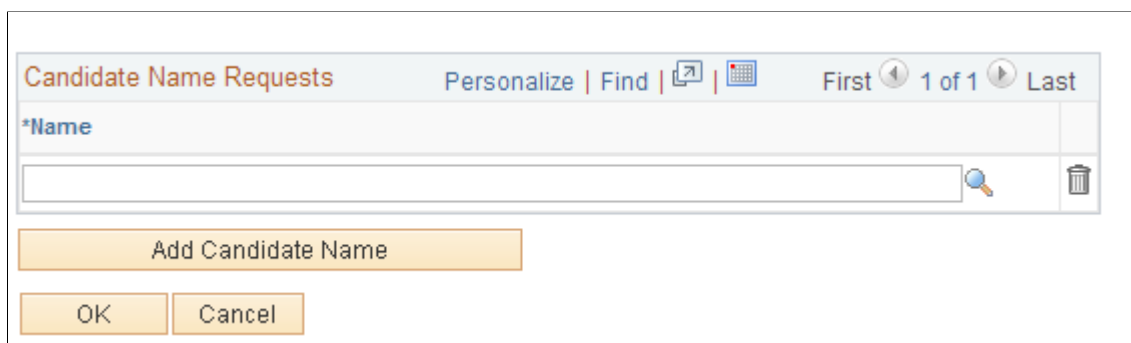 Candidate Name Requests Personalize | Find | | First 1 of 1 Last
*Name
Add Candidate Name
OK Cancel